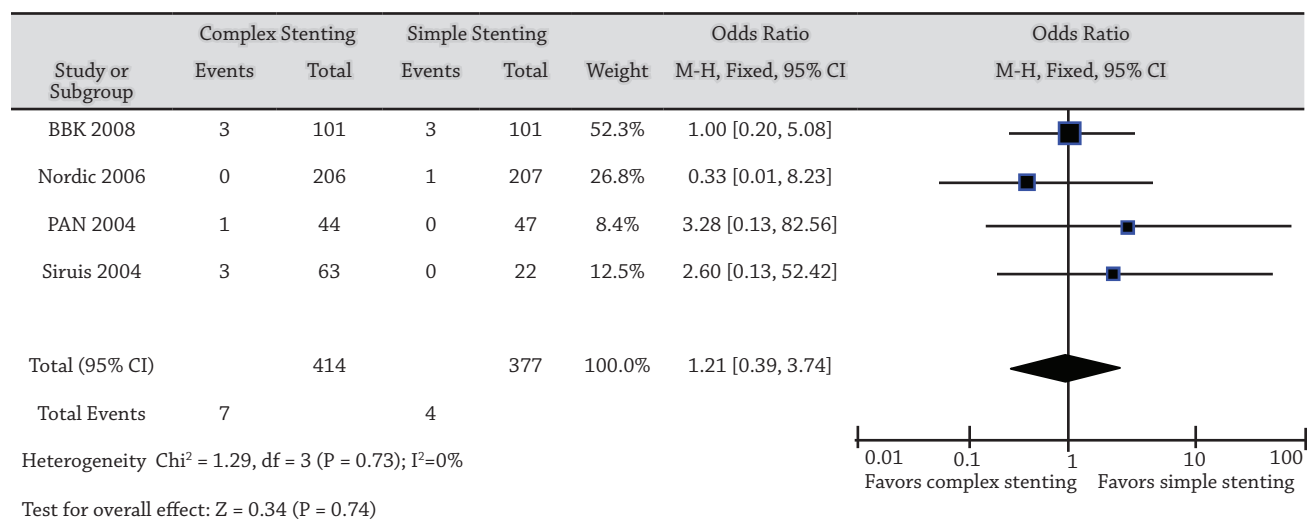 Complex Stenting Simple Stenting Odds Ratio Odds Ratio
Study or Subgroup Events Total Events Total Weight M-H, Fixed, 95% CI M-H, Fixed, 95% CI
BBK 2008 3 101 3 101 52.3% 1.00 [0.20, 5.08]
Nordic 2006 0 206 1 207 26.8% 0.33 [0.01, 8.23]
PAN 2004 1 44 0 47 8.4% 3.28 [0.13, 82.56]
Siruis 2004 3 63 0 22 12.5% 2.60 [0.13, 52.42]
Total (95% CI) 414 377 100.0% 1.21 [0.39, 3.74]
Total Events 7 4
Heterogeneity Chi² = 1.29, df = 3 (P = 0.73); I²=0%
Test for overall effect: Z = 0.34 (P = 0.74)
0.01 0.1 1 10 100
Favors complex stenting Favors simple stenting